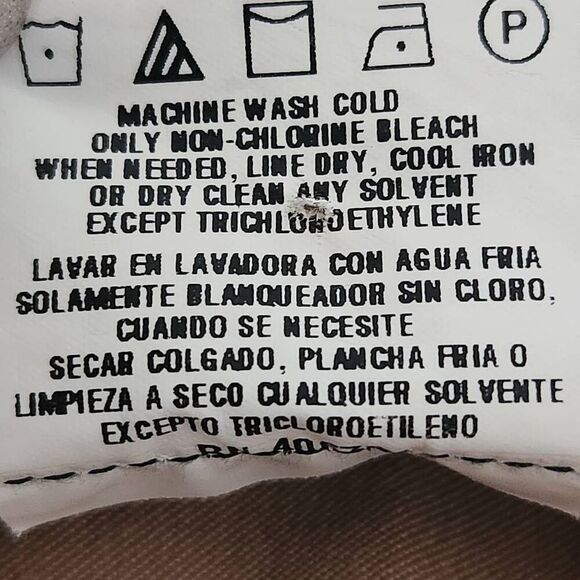 P
MACHINE WASH COLD
ONLY NON-CHLORINE BLEACH
WHEN NEEDED, LINE DRY, COOL IRON
OR DRY CLEAN ANY SOLVENT
EXCEPT TRICHLOROETHYLENE
LAVAR EN LAVADORA CON AGUA FRIA
SOLAMENTE BLANQUEADOR SIN CLORO,
CUANDO SE NECESITE
SECAR COLGADO, PLANCHA FRIA O
LIMPIEZA A SECO CUALQUIER SOLVENTE
EXCEPTO TRICLOROETILENO